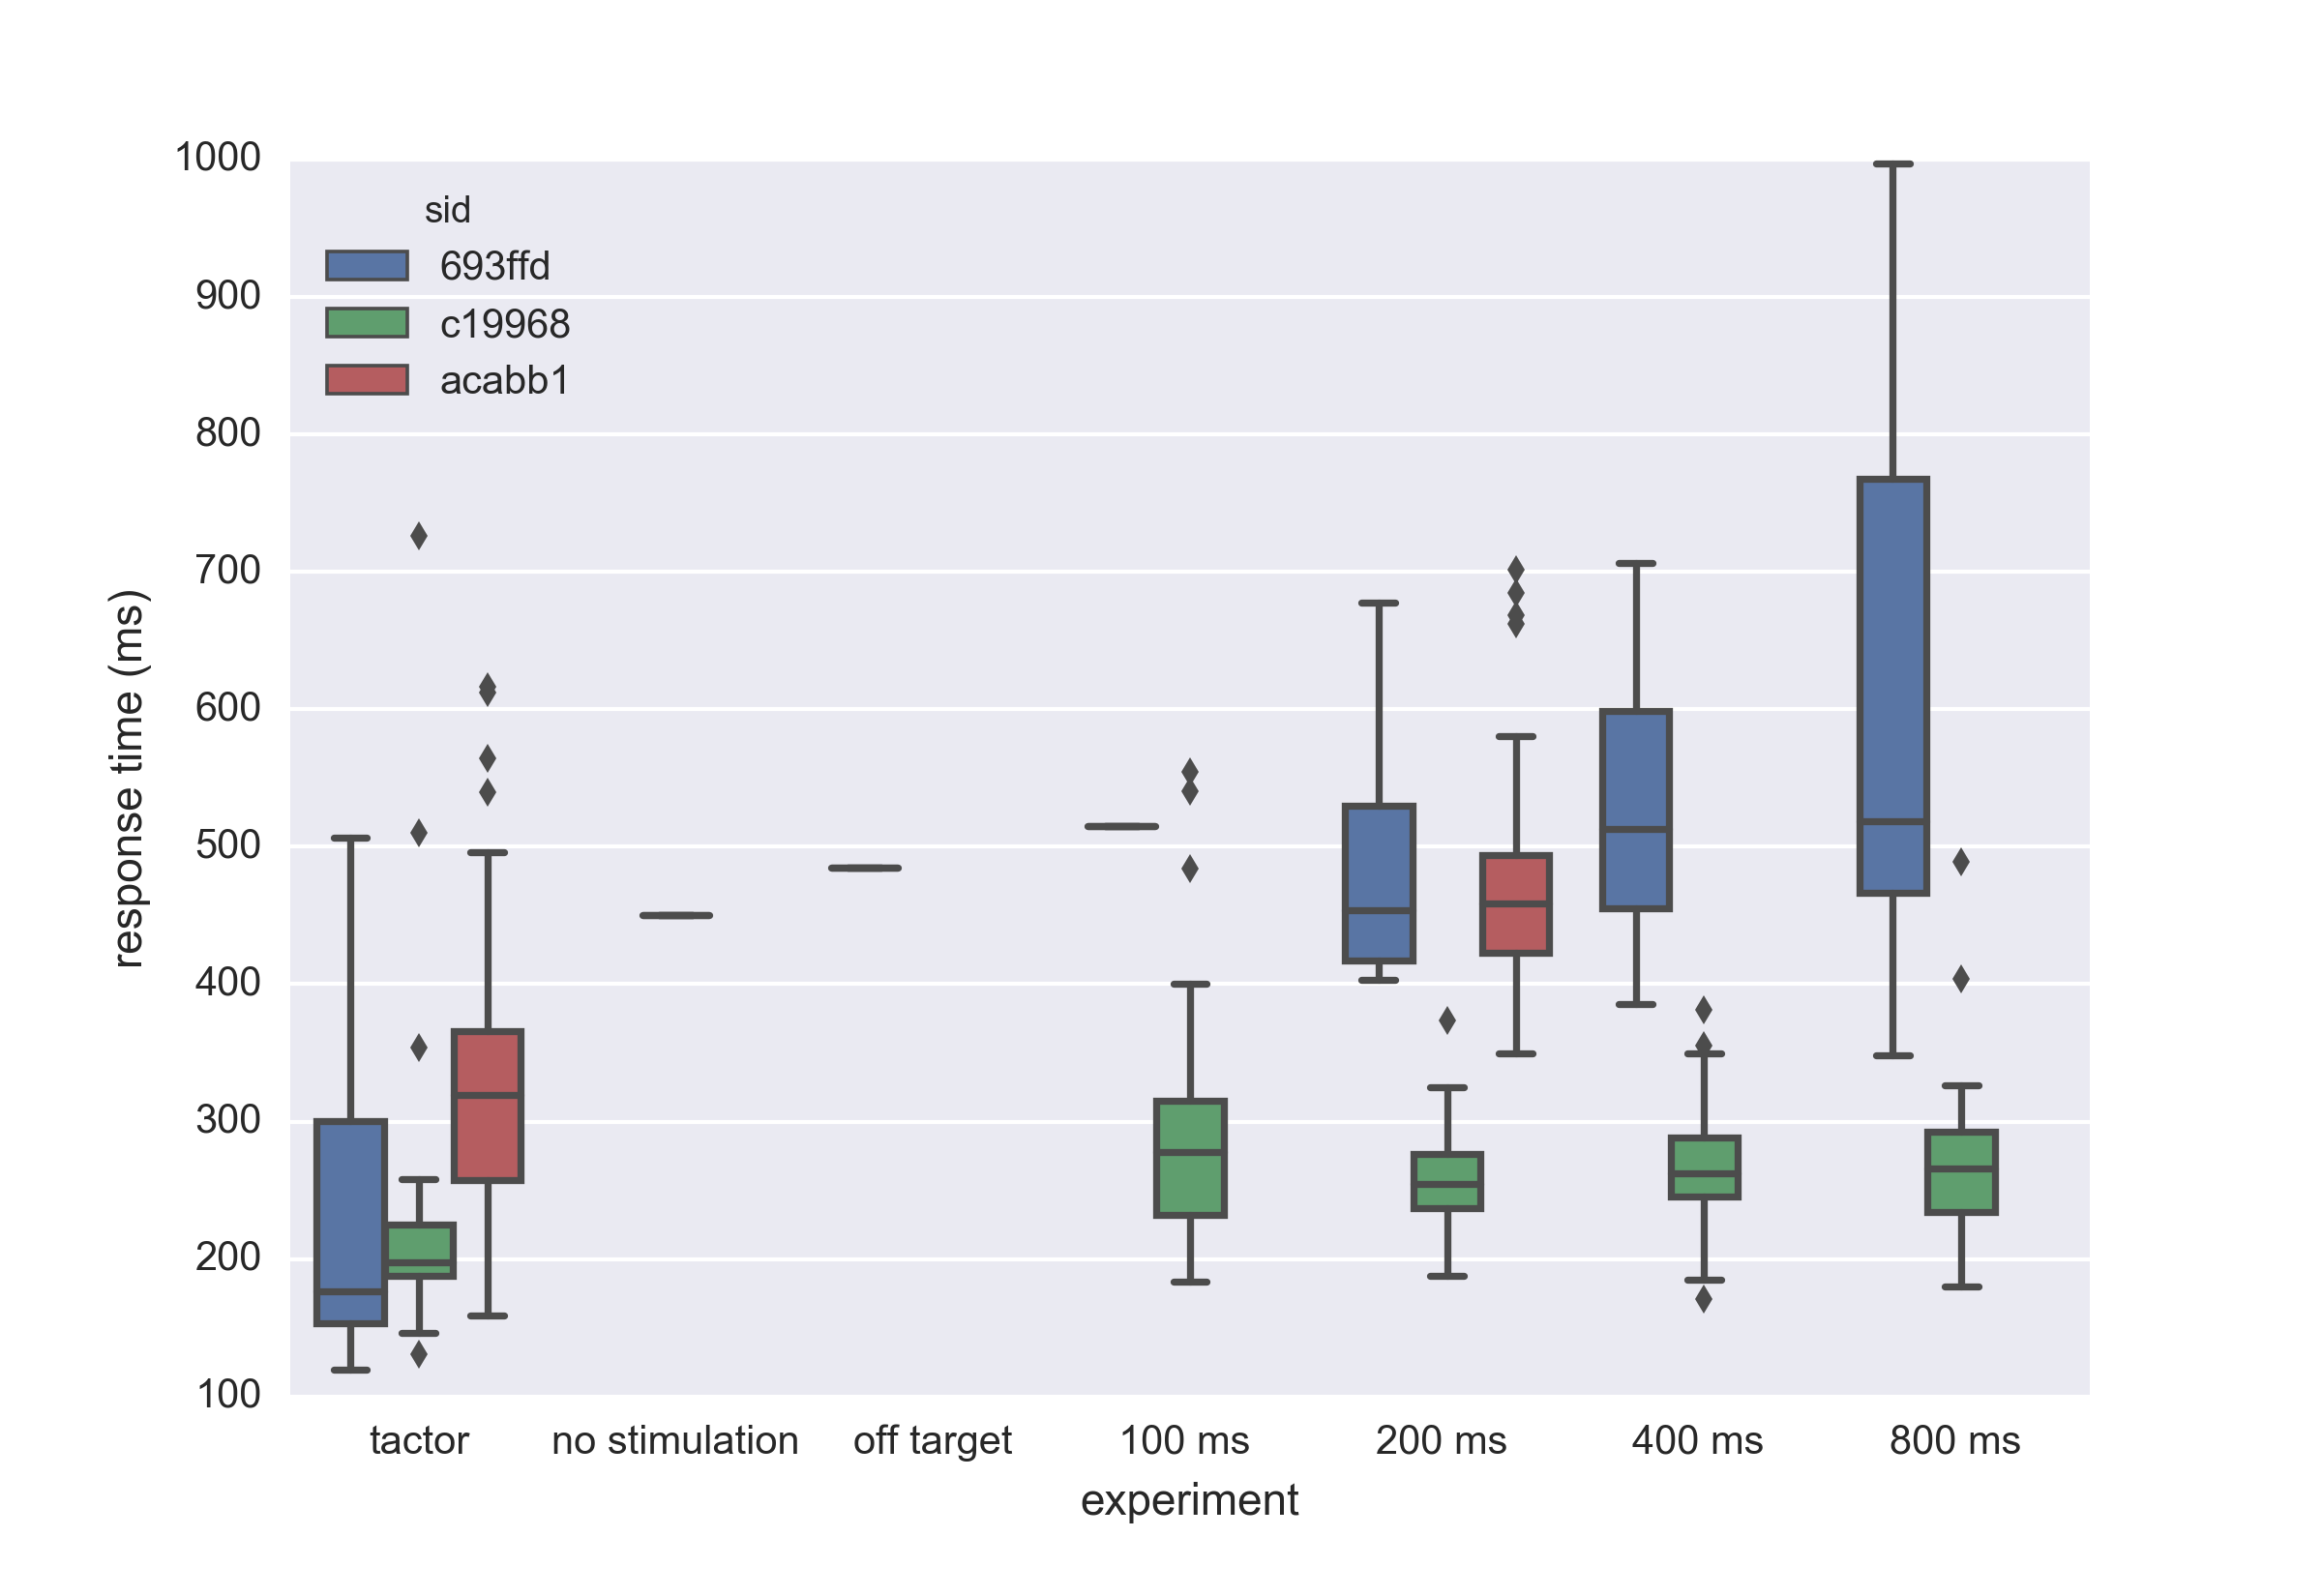 1000
900
800
700
600
500
400
300
200
100
response time (ms)
sid
693ffd
c19968
acabb1
tactor
no stimulation
off target
100 ms
200 ms
400 ms
800 ms
experiment